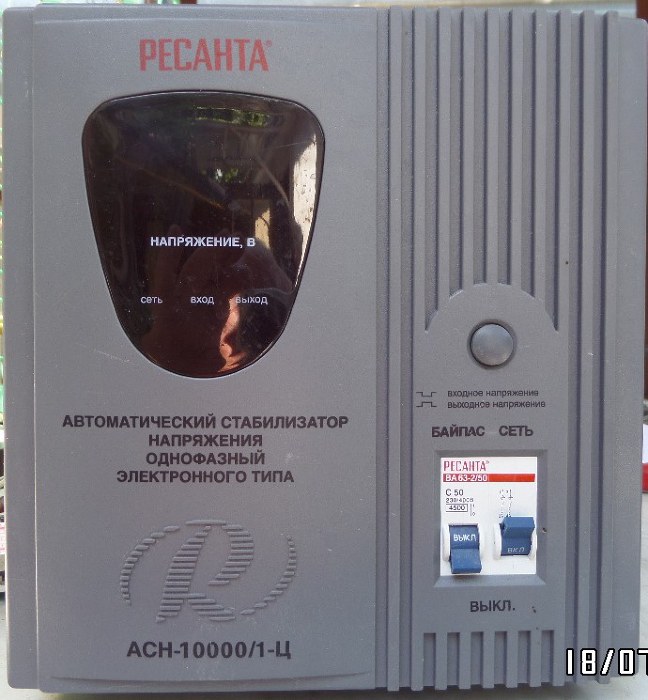 РЕСАНТА®
НАПРЯЖЕНИЕ, В
сеть вход выход
АВТОМАТИЧЕСКИЙ СТАБИЛИЗАТОР
НАПРЯЖЕНИЯ
ОДНОФАЗНЫЙ
ЭЛЕКТРОННОГО ТИПА
АСН-10000/1-Ц
входное напряжение
выходное напряжение
БАЙПАС СЕТЬ
РЕСАНТА®
ВА 63-2/50
C 50
4500
ВЫКЛ
ВКЛ
ВЫКЛ.
18/07